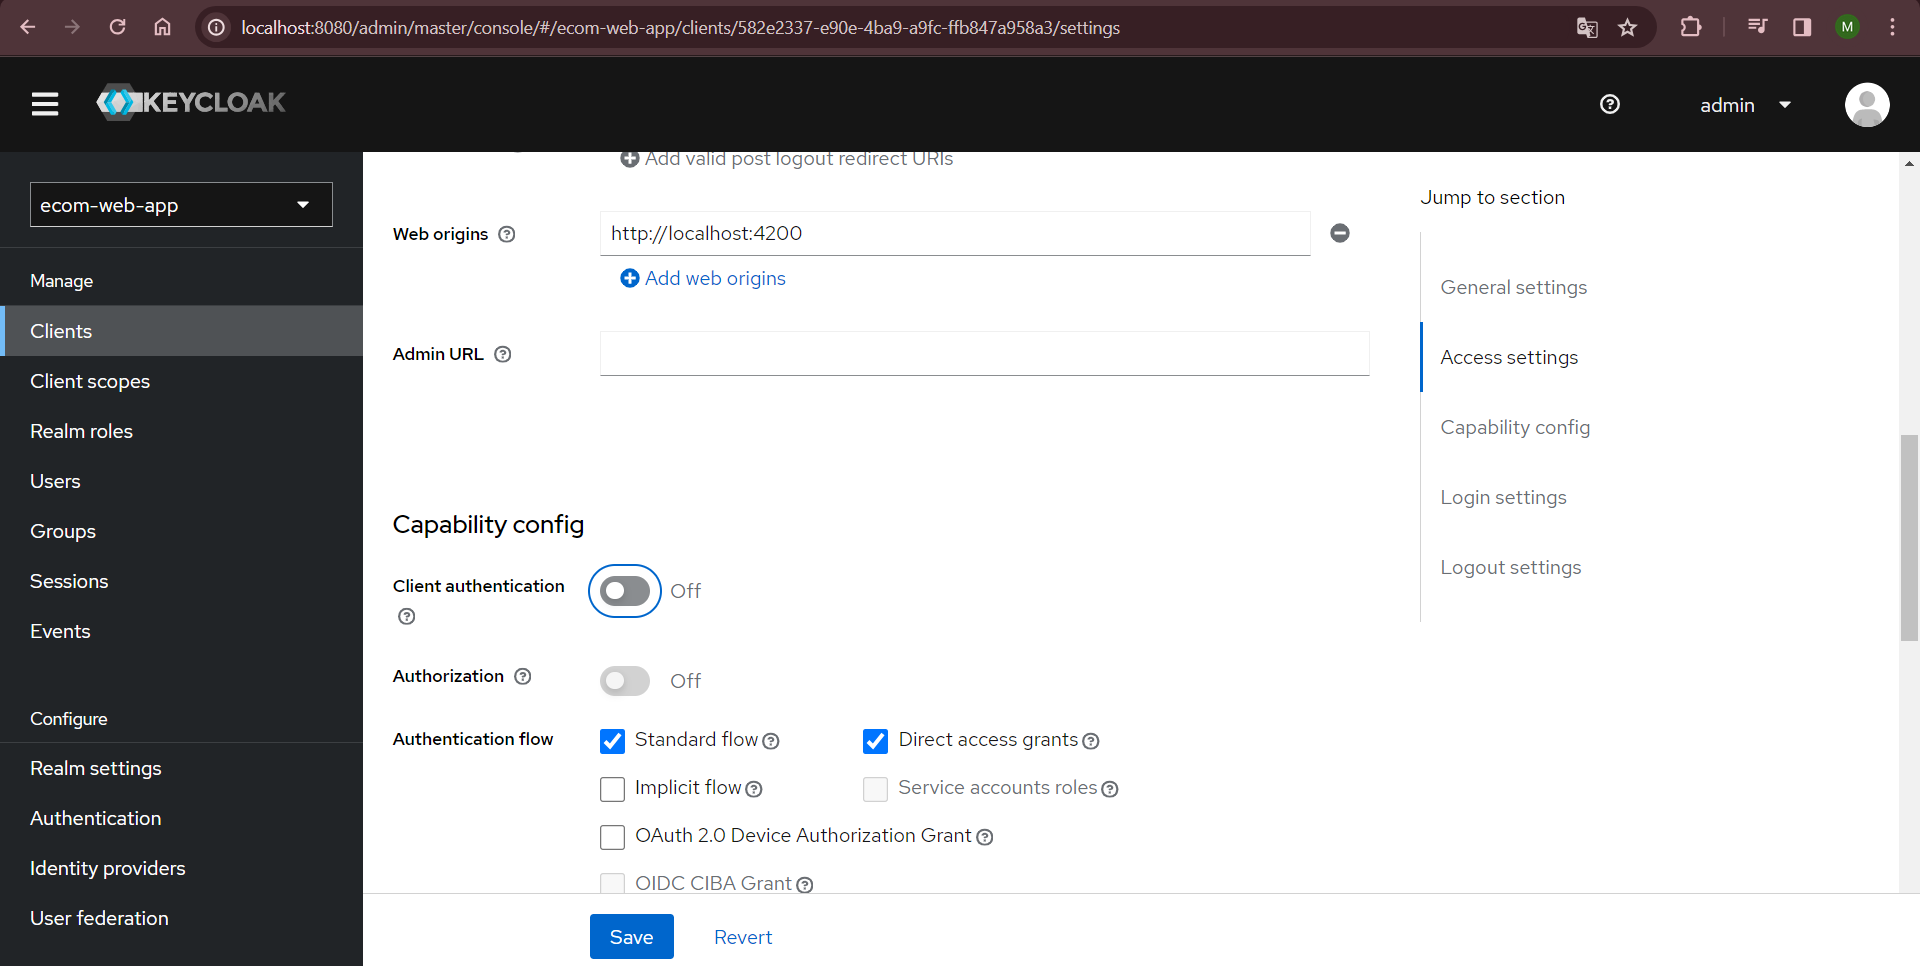 localhost:8080/admin/master/console/#/ecom-web-app/clients/582e2337-e90e-4ba9-a9fc-ffb847a958a3/settings
M
KEYCLOAK
admin
ecom-web-app
Manage
Clients
Client scopes
Realm roles
Users
Groups
Sessions
Events
Configure
Realm settings
Authentication
Identity providers
User federation
Add valid post logout redirect URIs
Web origins
http://localhost:4200
Add web origins
Admin URL
Capability config
Client authentication
Off
Authorization
Off
Authentication flow
Standard flow
Direct access grants
Implicit flow
Service accounts roles
OAuth 2.0 Device Authorization Grant
OIDC CIBA Grant
Save
Revert
Jump to section
General settings
Access settings
Capability config
Login settings
Logout settings